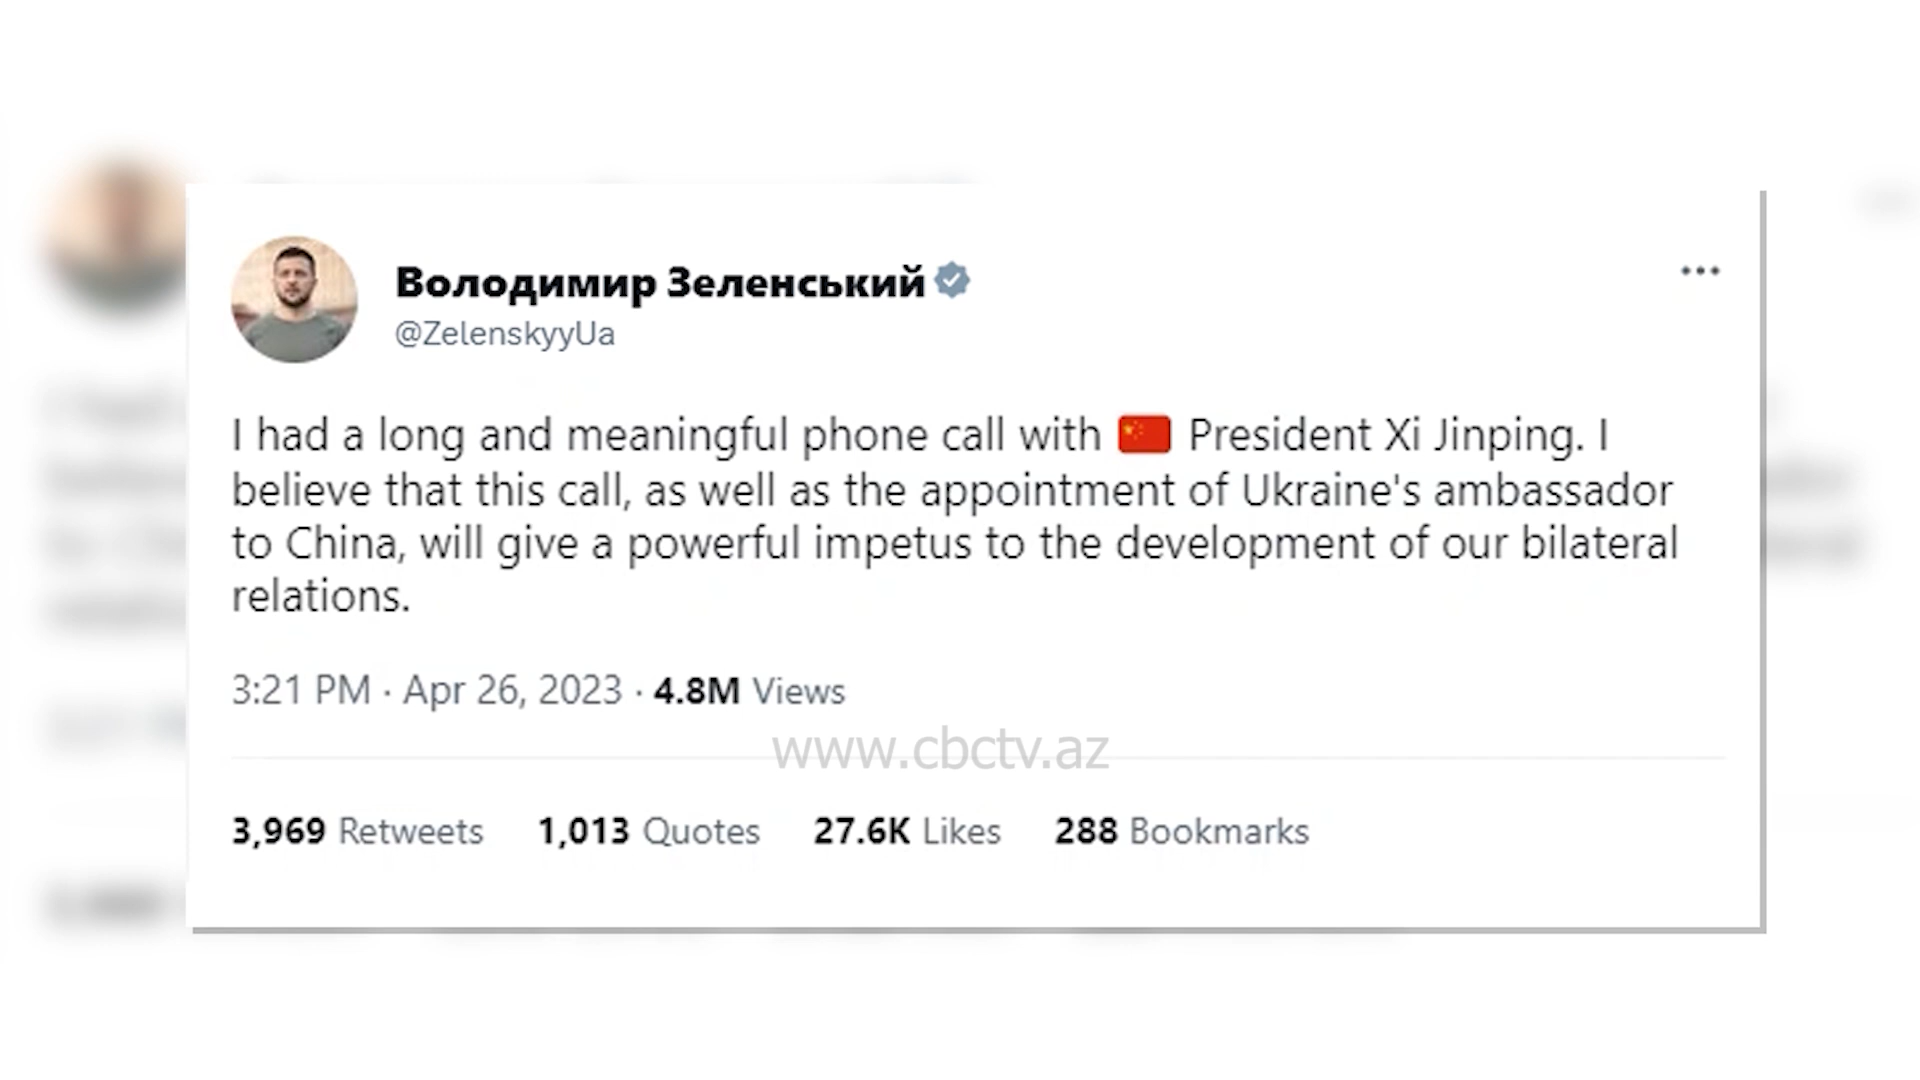 Володимир Зеленський
@ZelenskyyUa
I had a long and meaningful phone call with 🇨🇳 President Xi Jinping. I
believe that this call, as well as the appointment of Ukraine's ambassador
to China, will give a powerful impetus to the development of our bilateral
relations.
3:21 PM · Apr 26, 2023 · 4.8M Views
www.cbctv.az
3,969 Retweets 1,013 Quotes 27.6K Likes 288 Bookmarks